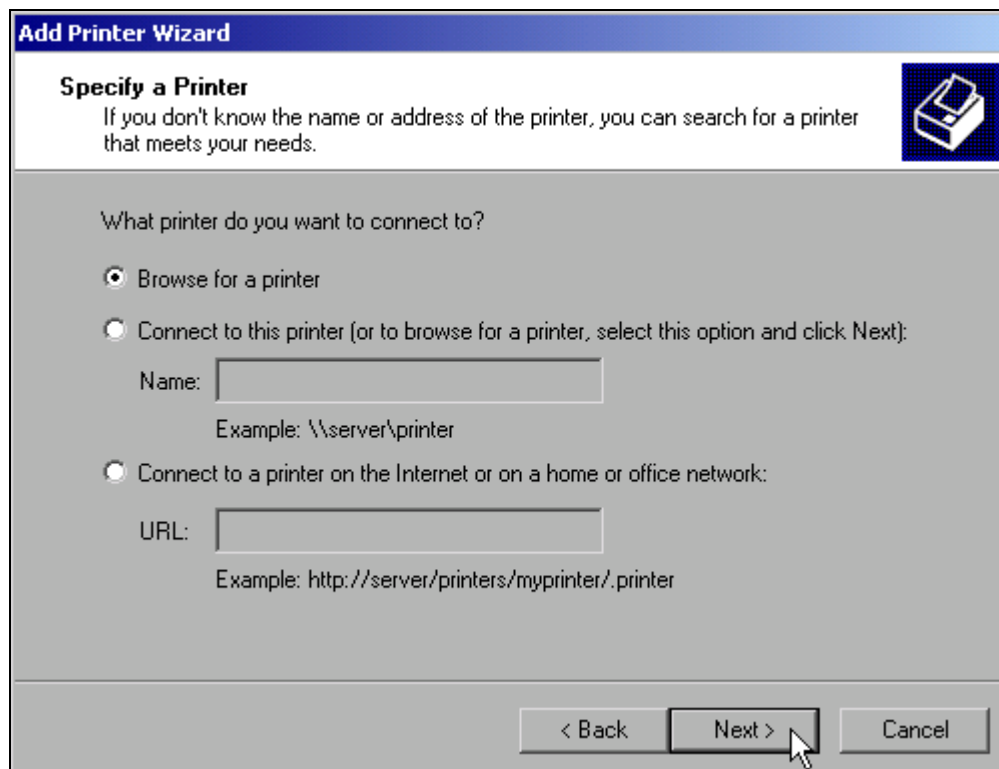 Add Printer Wizard
Specify a Printer
If you don't know the name or address of the printer, you can search for a printer
that meets your needs.
What printer do you want to connect to?
Browse for a printer
Connect to this printer (or to browse for a printer, select this option and click Next):
Name:
Example: \\server\printer
Connect to a printer on the Internet or on a home or office network:
URL:
Example: http://server/printers/myprinter/.printer
< Back Next > Cancel